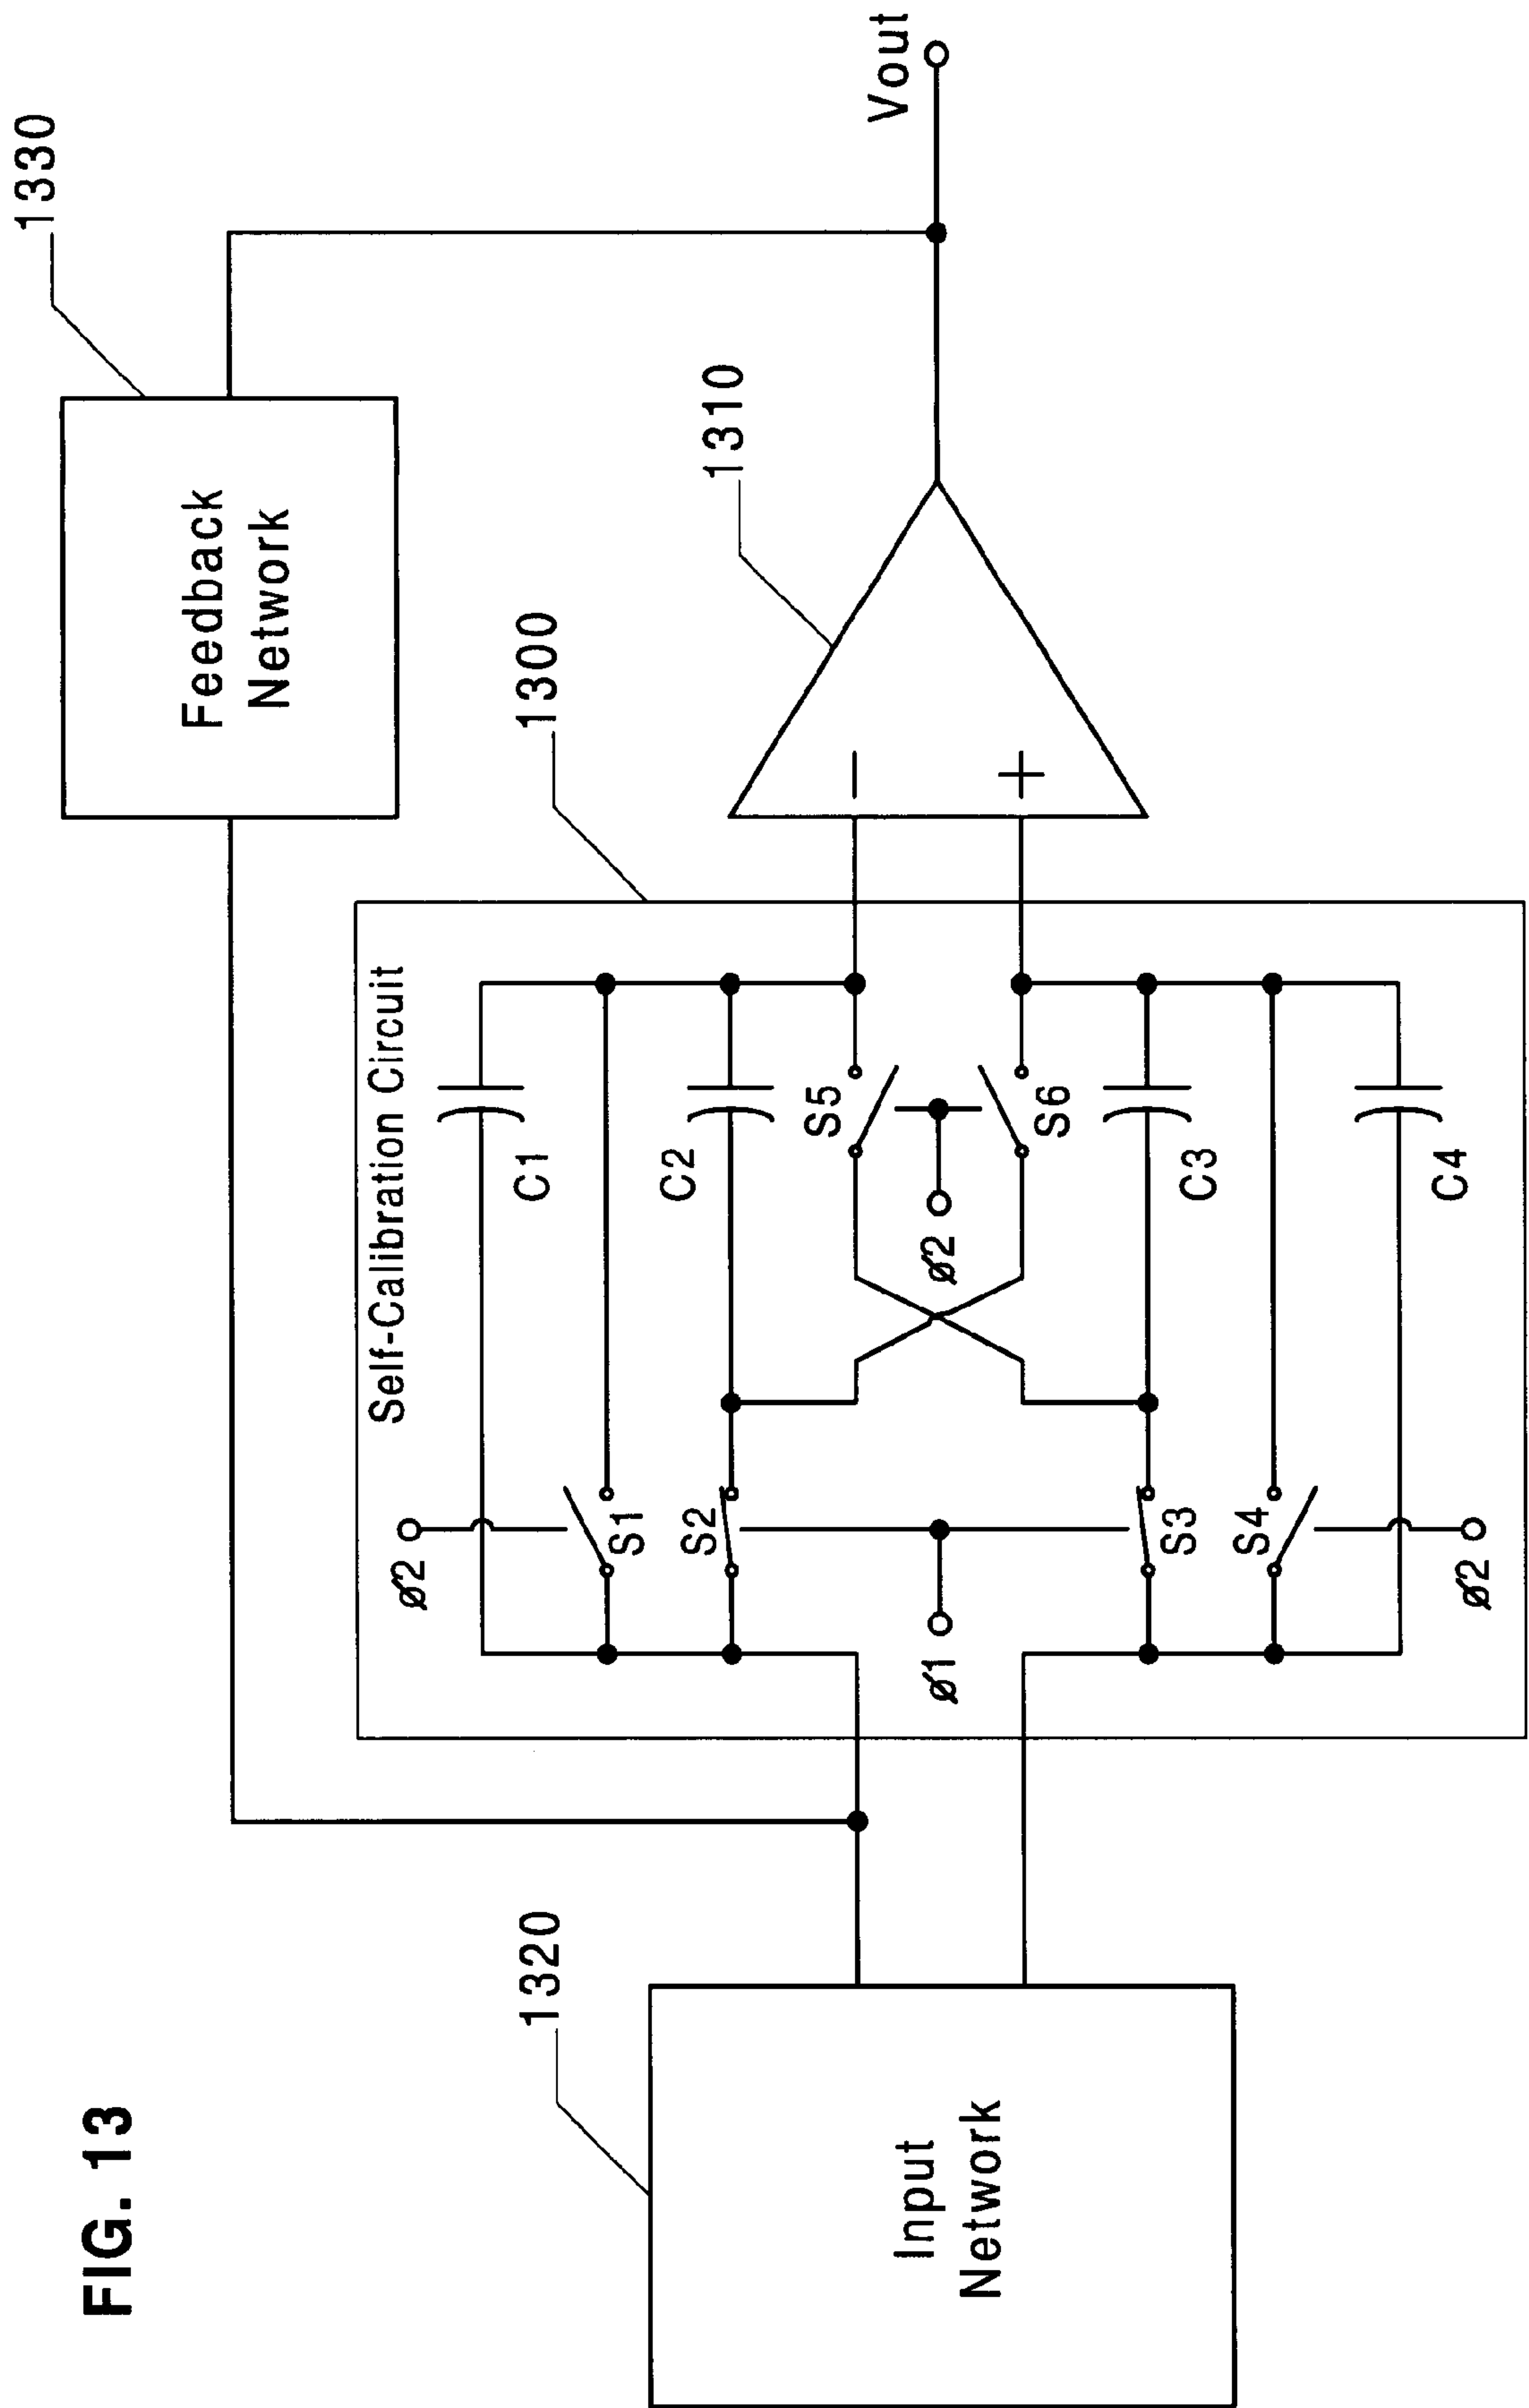 FIG. 13
1330
Feedback
Network
Vout
1310
1300
Self-Calibration Circuit
1320
Input
Network
ø2
C1
S1
C2
S2
S5
ø2
ø1
S6
S3
C3
S4
C4
ø2